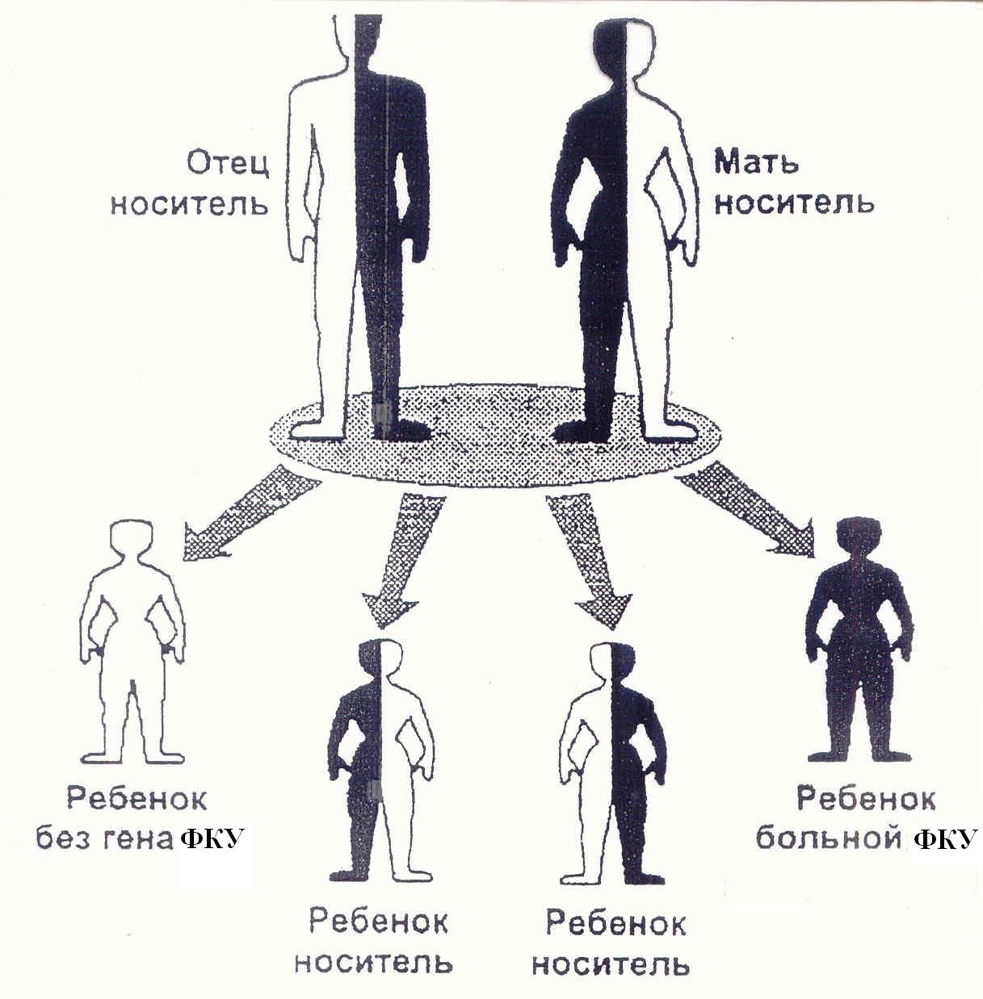 Отец
носитель
Мать
носитель
Ребенок
без гена ФКУ
Ребенок
носитель
Ребенок
носитель
Ребенок
больной ФКУ